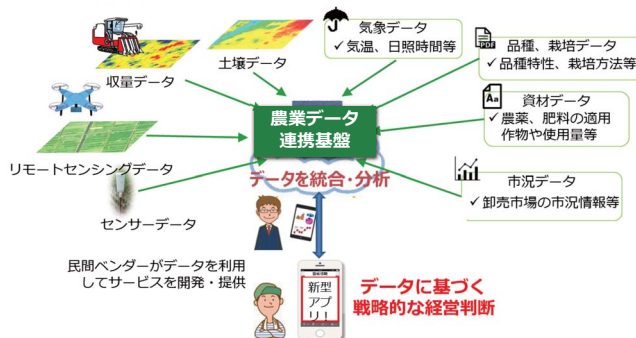 収量データ
土壌データ
気象データ
✓気温、日照時間等
PDF
品種、栽培データ
✓品種特性、栽培方法等
Aa
資材データ
✓農薬、肥料の適用
作物や使用量等
農業データ
連携基盤
データを統合・分析
リモートセンシングデータ
センサーデータ
市況データ
✓卸売市場の市況情報等
民間ベンダーがデータを利用
してサービスを開発・提供
新型
アプ
リ！
データに基づく
戦略的な経営判断